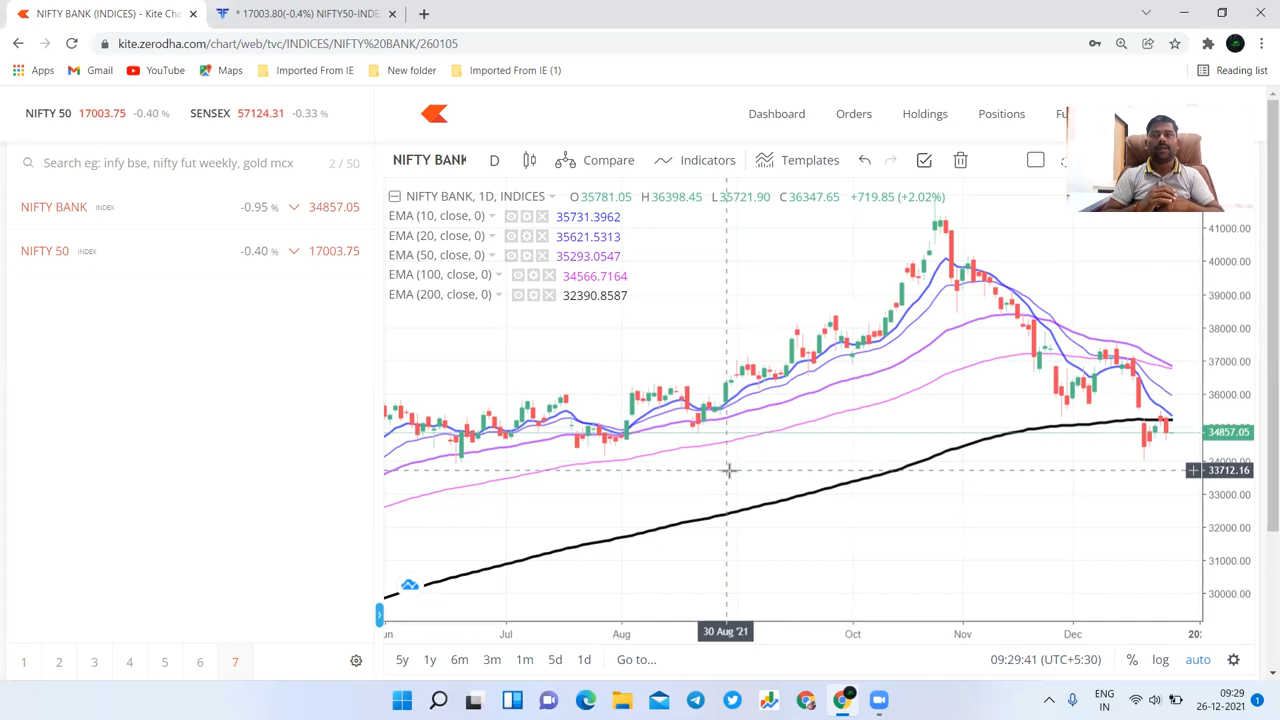 NIFTY BANK (INDICES) - Kite Cha
* 17003.80(-0.4%) NIFTY50-INDE
kite.zerodha.com/chart/web/tvc/INDICES/NIFTY%20BANK/260105
Apps Gmail YouTube Maps Imported From IE New folder Imported From IE (1) Reading list
NIFTY 50 17003.75 -0.40 % SENSEX 57124.31 -0.33 %
Dashboard Orders Holdings Positions
Search eg: infy bse, nifty fut weekly, gold mcx 2 / 50
NIFTY BANK D Compare Indicators Templates
NIFTY BANK INDEX -0.95 % 34857.05
NIFTY 50 INDEX -0.40 % 17003.75
NIFTY BANK, 1D, INDICES O35781.05 H36398.45 L35721.90 C36347.65 +719.85 (+2.02%)
EMA (10, close, 0) 35731.3962
EMA (20, close, 0) 35621.5313
EMA (50, close, 0) 35293.0547
EMA (100, close, 0) 34566.7164
EMA (200, close, 0) 32390.8587
41000.00
40000.00
39000.00
38000.00
37000.00
36000.00
34857.05
33712.16
33000.00
32000.00
31000.00
30000.00
Jul Aug 30 Aug '21 Oct Nov Dec
5y 1y 6m 3m 1m 5d 1d Go to... 09:29:41 (UTC+5:30) % log auto
1 2 3 4 5 6 7
ENG
IN
09:29
26-12-2021
1